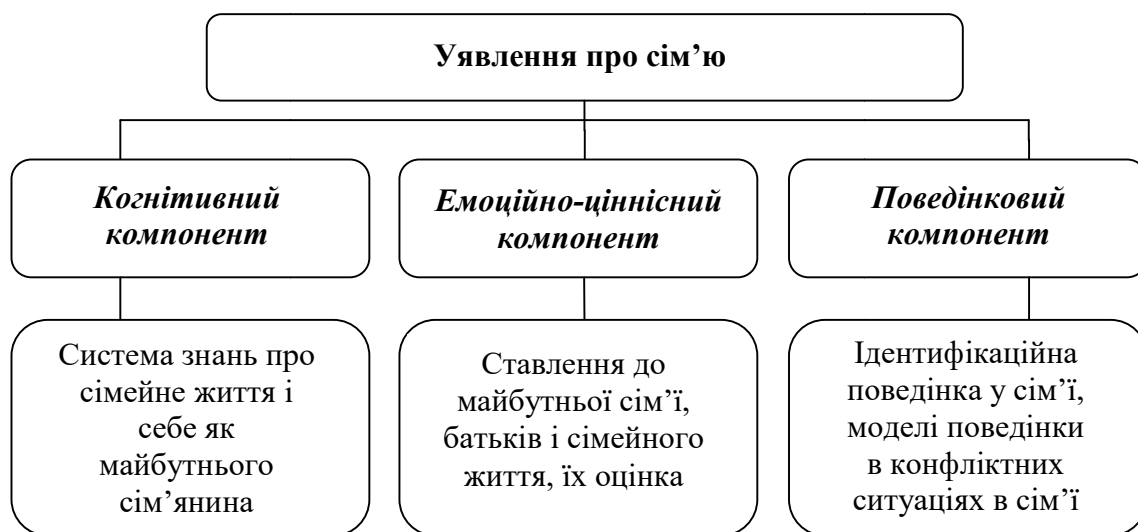 Уявлення про сім’ю
Когнітивний
компонент
Емоційно-ціннісний
компонент
Поведінковий
компонент
Система знань про
сімейне життя і
себе як
майбутнього
сім’янина
Ставлення до
майбутньої сім’ї,
батьків і сімейного
життя, їх оцінка
Ідентифікаційна
поведінка у сім’ї,
моделі поведінки
в конфліктних
ситуаціях в сім’ї